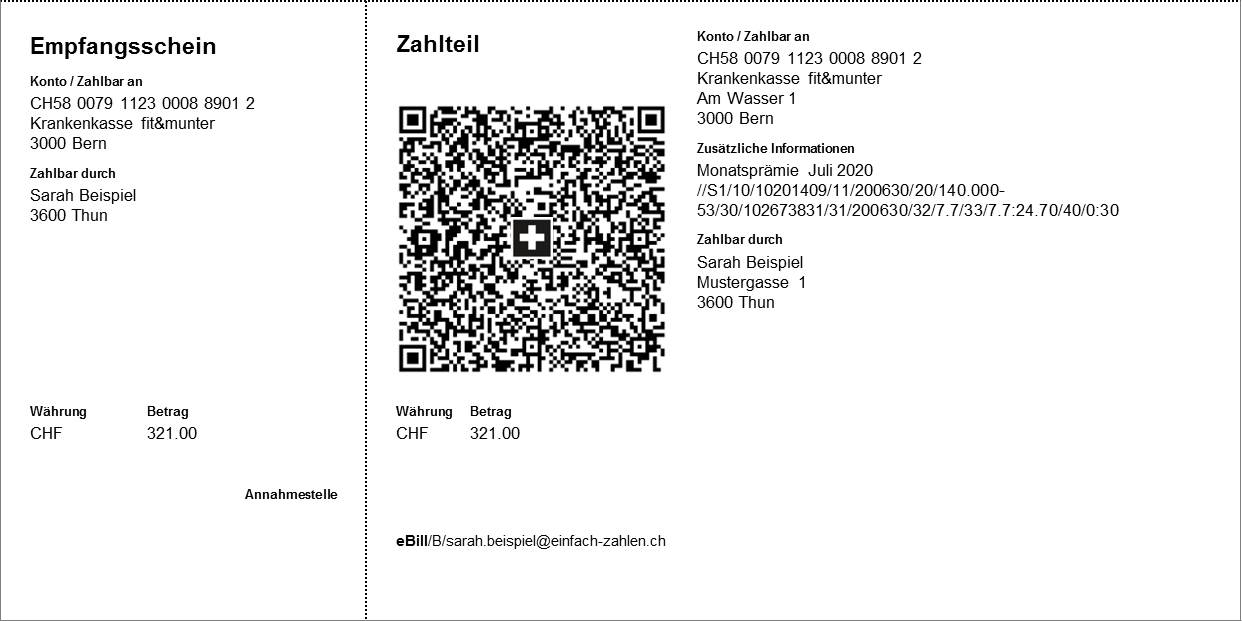 Empfangsschein
Konto / Zahlbar an
CH58 0079 1123 0008 8901 2
Krankenkasse fit&munter
3000 Bern
Zahlbar durch
Sarah Beispiel
3600 Thun
Währung Betrag
CHF 321.00
Annahmestelle
Zahlteil
Währung Betrag
CHF 321.00
Konto / Zahlbar an
CH58 0079 1123 0008 8901 2
Krankenkasse fit&munter
Am Wasser 1
3000 Bern
Zusätzliche Informationen
Monatsprämie Juli 2020
//S1/10/10201409/11/200630/20/140.000-
53/30/102673831/31/200630/32/7.7/33/7.7:24.70/40/0:30
Zahlbar durch
Sarah Beispiel
Mustergasse 1
3600 Thun
eBill/B/sarah.beispiel@einfach-zahlen.ch